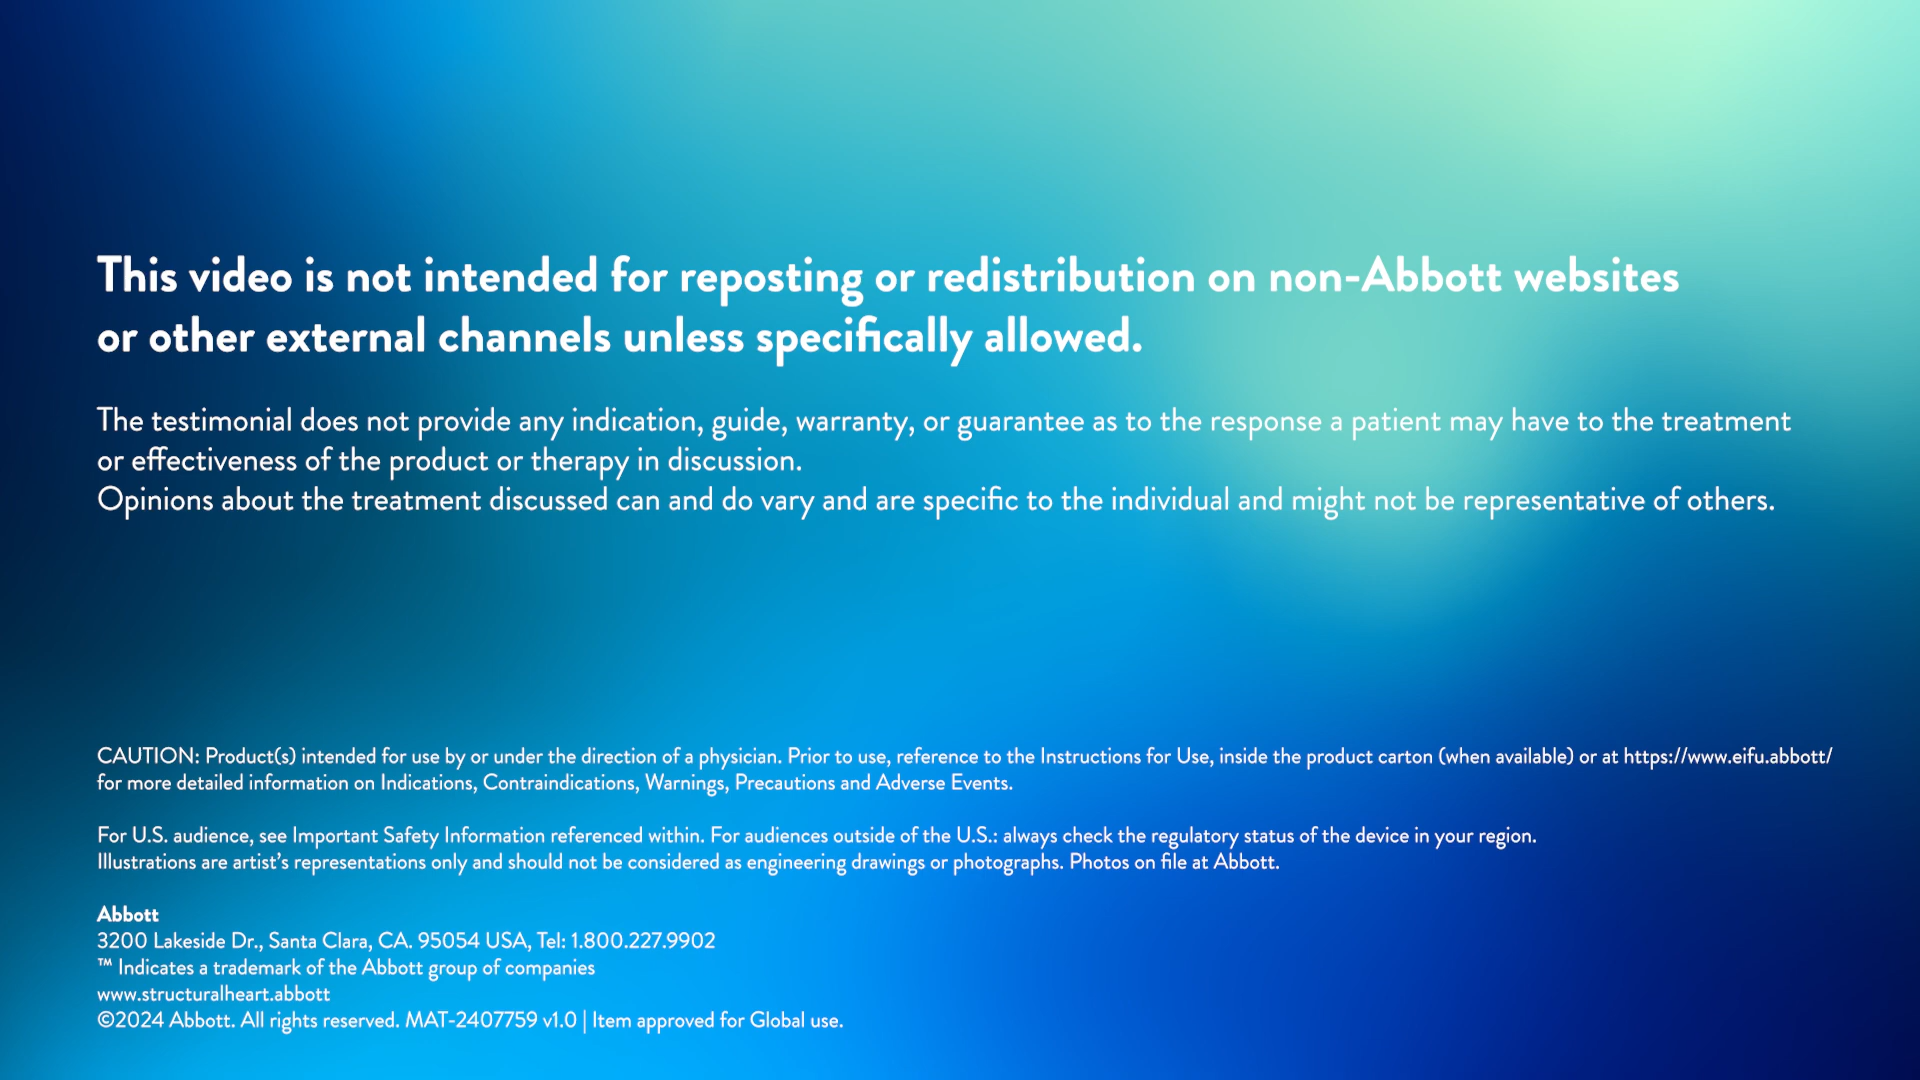 This video is not intended for reposting or redistribution on non-Abbott websites
or other external channels unless specifically allowed.
The testimonial does not provide any indication, guide, warranty, or guarantee as to the response a patient may have to the treatment
or effectiveness of the product or therapy in discussion.
Opinions about the treatment discussed can and do vary and are specific to the individual and might not be representative of others.
CAUTION: Product(s) intended for use by or under the direction of a physician. Prior to use, reference to the Instructions for Use, inside the product carton (when available) or at https://www.eifu.abbott/
for more detailed information on Indications, Contraindications, Warnings, Precautions and Adverse Events.
For U.S. audience, see Important Safety Information referenced within. For audiences outside of the U.S.: always check the regulatory status of the device in your region.
Illustrations are artist’s representations only and should not be considered as engineering drawings or photographs. Photos on file at Abbott.
Abbott
3200 Lakeside Dr., Santa Clara, CA. 95054 USA, Tel: 1.800.227.9902
™ Indicates a trademark of the Abbott group of companies
www.structuralheart.abbott
©2024 Abbott. All rights reserved. MAT-2407759 v1.0 | Item approved for Global use.